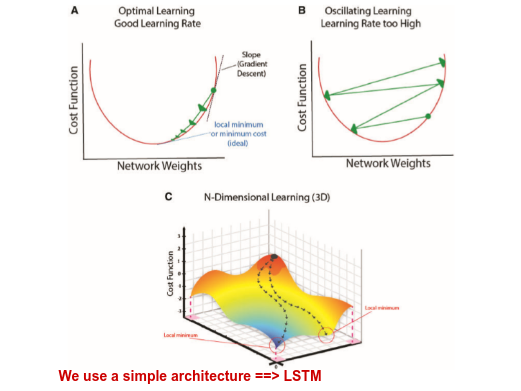 A
Optimal Learning
Good Learning Rate
Cost Function
Slope
(Gradient
Descent)
local minimum
or minimum cost
(ideal)
Network Weights
B
Oscillating Learning
Learning Rate too High
Cost Function
Network Weights
C
N-Dimensional Learning (3D)
Cost Function
Local minimum
Local minimum
We use a simple architecture ==> LSTM